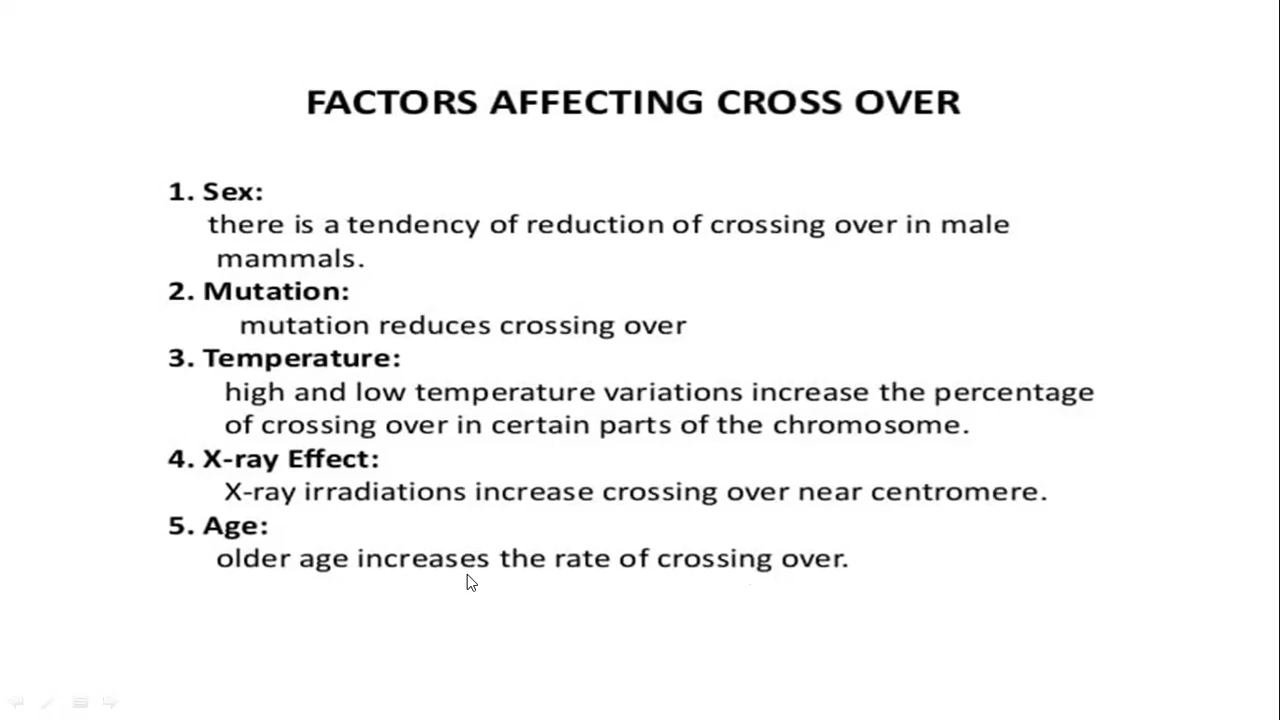 FACTORS AFFECTING CROSS OVER
1. Sex:
there is a tendency of reduction of crossing over in male
mammals.
2. Mutation:
mutation reduces crossing over
3. Temperature:
high and low temperature variations increase the percentage
of crossing over in certain parts of the chromosome.
4. X-ray Effect:
X-ray irradiations increase crossing over near centromere.
5. Age:
older age increases the rate of crossing over.